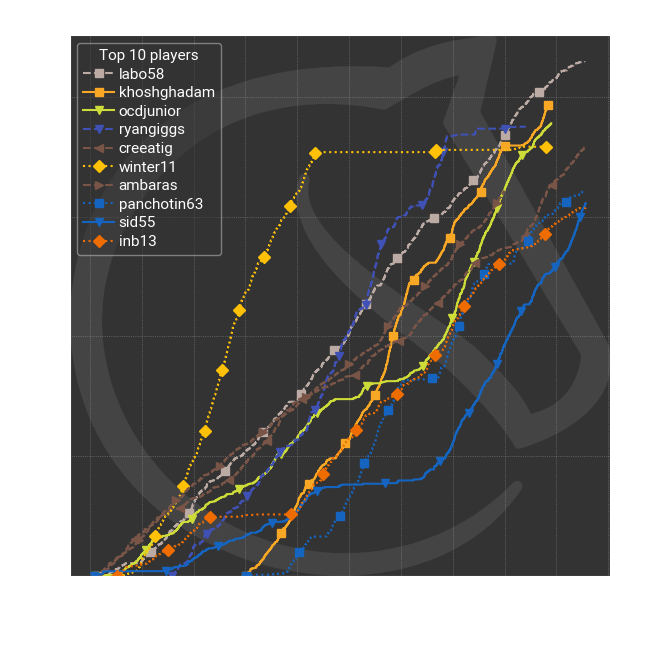 Top 10 players
labo58
khoshghadam
ocdjunior
ryangiggs
creeatig
winter11
ambaras
panchotin63
sid55
inb13